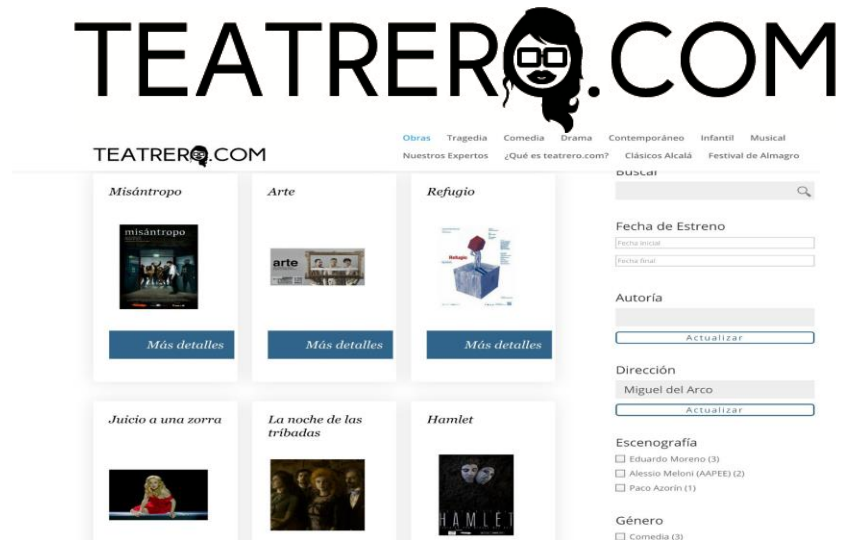 TEATRERO.COM
TEATRERO.COM
Obras Tragedia Comedia Drama Contemporáneo Infantil Musical
Nuestros Expertos ¿Qué es teatrero.com? Clásicos Alcalá Festival de Almagro
Misántropo
misántropo
Más detalles
Arte
arte
Más detalles
Refugio
Refugio
Más detalles
Juicio a una zorra
La noche de las
tríbadas
Hamlet
HAMLET
Buscar
Fecha de Estreno
Fecha inicial
Fecha final
Autoría
Actualizar
Dirección
Miguel del Arco
Actualizar
Escenografía
Eduardo Moreno (3)
Alessio Meloni (AAPEE) (2)
Paco Azorín (1)
Género
Comedia (3)